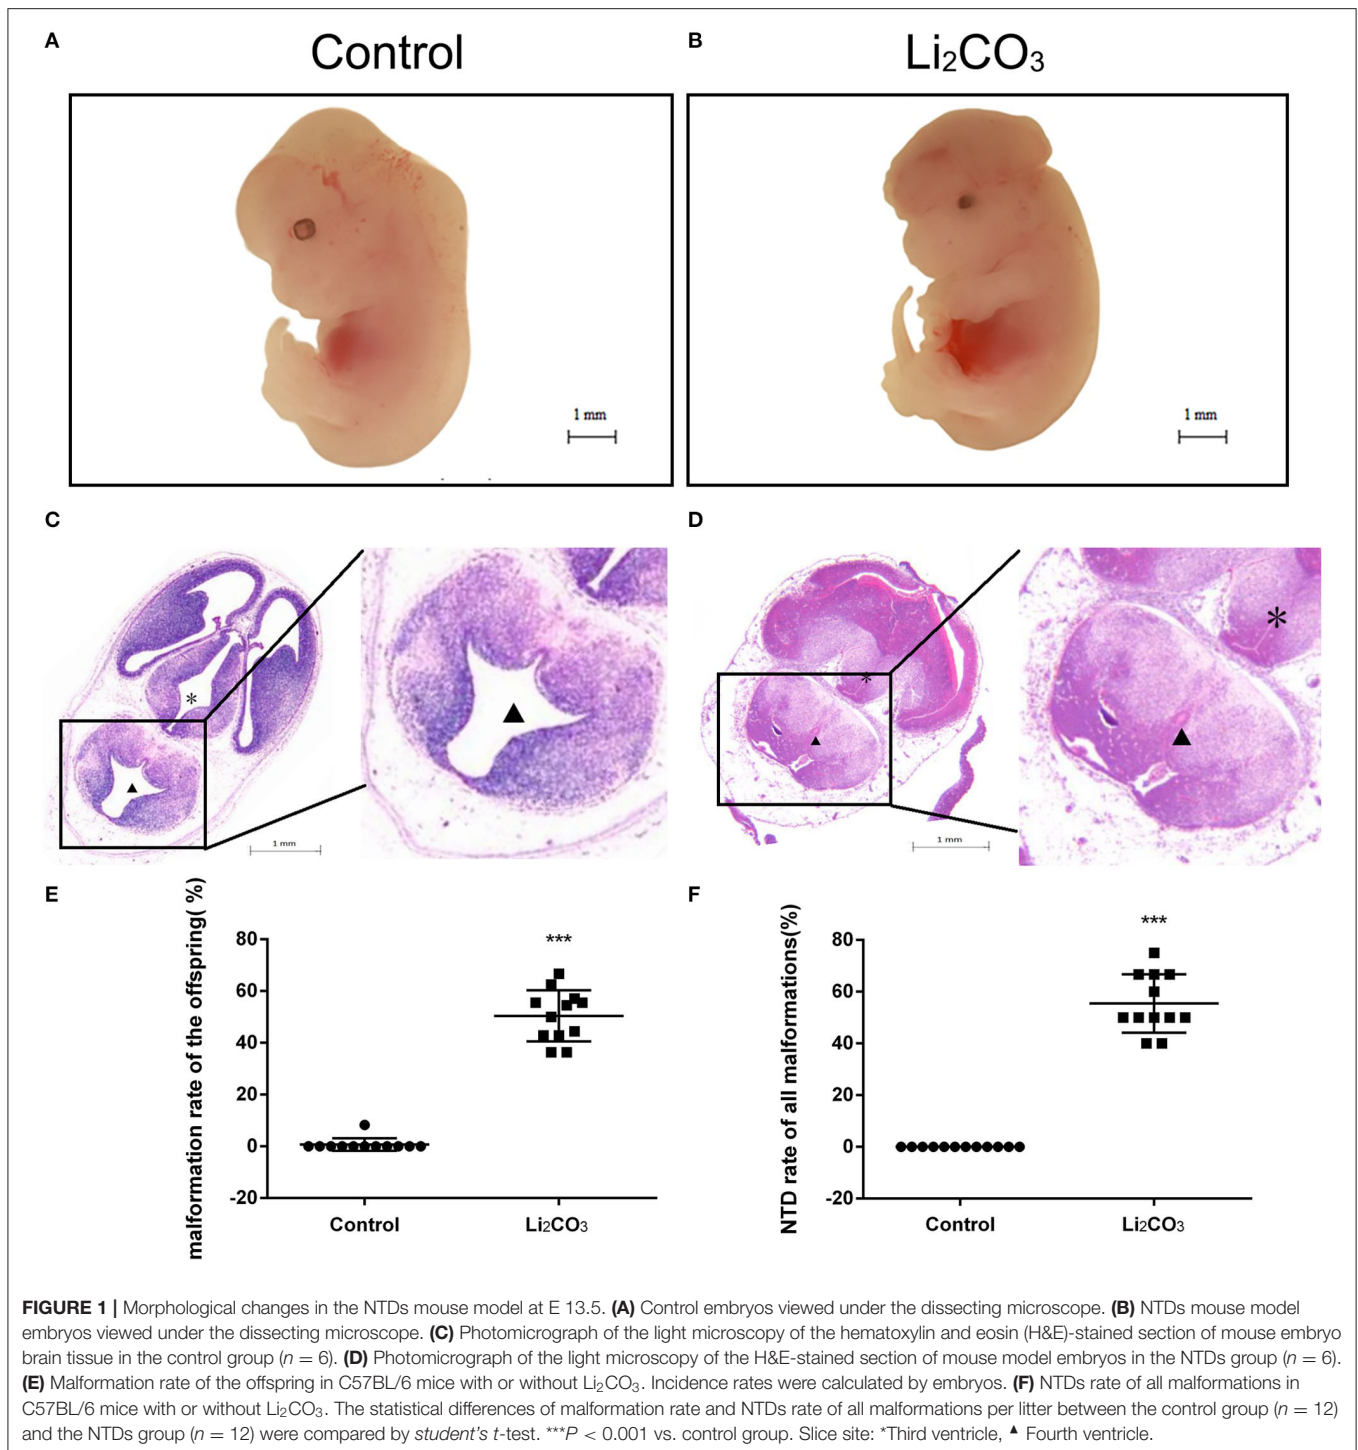 A
Control
B
Li₂CO₃
1 mm
1 mm
C
D
*
▲
▲
1 mm
*
▲
*
▲
1 mm
E
malformation rate of the offspring( %)
80
60
40
20
0
-20
***
Control
Li₂CO₃
F
NTD rate of all malformations(%)
80
60
40
20
0
-20
***
Control
Li₂CO₃
FIGURE 1 | Morphological changes in the NTDs mouse model at E 13.5. (A) Control embryos viewed under the dissecting microscope. (B) NTDs mouse model
embryos viewed under the dissecting microscope. (C) Photomicrograph of the light microscopy of the hematoxylin and eosin (H&E)-stained section of mouse embryo
brain tissue in the control group (n = 6). (D) Photomicrograph of the light microscopy of the H&E-stained section of mouse model embryos in the NTDs group (n = 6).
(E) Malformation rate of the offspring in C57BL/6 mice with or without Li₂CO₃. Incidence rates were calculated by embryos. (F) NTDs rate of all malformations in
C57BL/6 mice with or without Li₂CO₃. The statistical differences of malformation rate and NTDs rate of all malformations per litter between the control group (n = 12)
and the NTDs group (n = 12) were compared by student's t-test. ***P < 0.001 vs. control group. Slice site: *Third ventricle, ▲ Fourth ventricle.